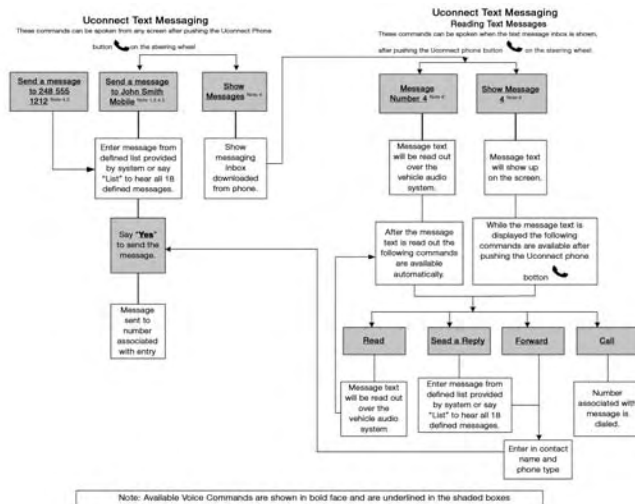 Uconnect Text Messaging
These commands can be spoken from any screen after pushing the Uconnect Phone
button on the steering wheel
Send a message
to 248 555
1212 Note 4,5
Send a message
to John Smith
Mobile
Show
Messages Note 4
Enter message from
defined list provided
by system or say
"List" to hear all 18
defined messages.
Show
messaging
inbox
downloaded
from phone.
Say "Yes"
to send the
message.
Message
sent to
number
associated
with entry
Uconnect Text Messaging
Reading Text Messages
These commands can be spoken when the text message inbox is shown,
after pushing the Uconnect phone button on the steering wheel.
Message
Number 4
Show Message
4
Message text
will be read out
over the
vehicle audio
system.
Message text
will show up
on the screen.
After the message
text is read out the
following commands
are available
automatically.
While the message text is
displayed the following
commands are available after
pushing the Uconnect phone
botton
Read
Send a Reply
Forward
Call
Message text
will be read out
over the
vehicle audio
system
Enter message from
defined list provided
by system or say
"List" to hear all 18
defined messages.
Number
associated with
message is
dialed.
Enter in contact
name and
phone type
Note: Available Voice Commands are shown in bold face and are underlined in the shaded boxes